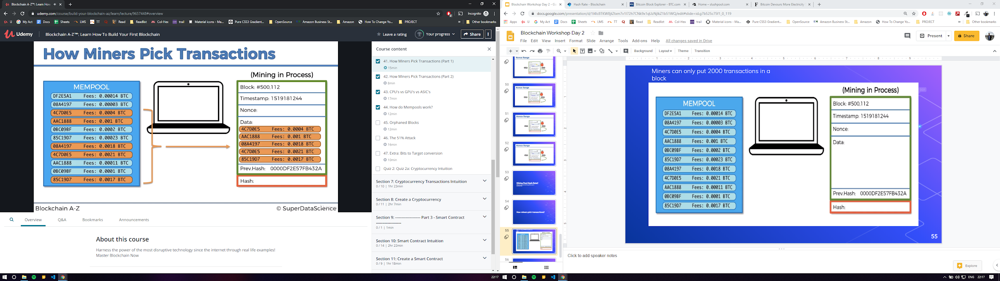 Blockchain A-Z™: Learn How
udemy.com/course/build-your-blockchain-az/learn/lecture/9657448#overview
Incognito
U
My Act
Docs
Sheets
LMS
TT
Read
Readlist
Col-Hex
trail
Material icons - Ma...
Pure CSS3 Gradient...
OpenSource
Amazon Business St...
Amazon
How To Change Yo...
PROJECT
Other bookmarks
Udemy
Blockchain A-Z™: Learn How To Build Your First Blockchain
Leave a rating
Your progress
Share
How Miners Pick Transactions
MEMPOOL
DF2E5A1 Fees: 0.00014 BTC
08A4197 Fees: 0.00003 BTC
4C7D0E5 Fees: 0.0004 BTC
AAC1888 Fees: 0.001 BTC
0BC09BF Fees: 0.0002 BTC
85C19D7 Fees: 0.00023 BTC
08A4197 Fees: 0.0018 BTC
4C7D0E5 Fees: 0.0021 BTC
AAC1888 Fees: 0.00011 BTC
0BC09BF Fees: 0.0001 BTC
85C19D7 Fees: 0.0017 BTC
(Mining in Process)
Block: #500,112
Timestamp: 1519181244
Nonce:
Data:
4C7D0E5 Fees: 0.0004 BTC
AAC1888 Fees: 0.001 BTC
08A4197 Fees: 0.0018 BTC
4C7D0E5 Fees: 0.0021 BTC
85C19D7 Fees: 0.0017 BTC
Prev.Hash: 0000DF2E57FB432A
Hash:
Blockchain A-Z
© SuperDataScience
Overview
Q&A
Bookmarks
Announcements
About this course
Harness the power of the most disruptive technology since the internet through real life examples!
Master Blockchain Now
Course content
41. How Miners Pick Transactions (Part 1)
15min
42. How Miners Pick Transactions (Part 2)
8min
43. CPU's vs GPU's vs ASIC's
17min
44. How do Mempools work?
12min
45. Orphaned Blocks
12min
46. The 51% Attack
16min
47. Extra: Bits to Target conversion
10min
Quiz 2: Quiz 2a: Cryptocurrency Intuition
Section 7: Cryptocurrency Transactions Intuition
0 / 10 | 1hr 23min
Section 8: Create a Cryptocurrency
0 / 11 | 2hr 7min
Section 9: -------------------- Part 3 - Smart Contract
--------------------
0 / 1 | 1min
Section 10: Smart Contract Intuition
0 / 14 | 2hr 22min
Section 11: Create a Smart Contract
0 / 9 | 1hr 18min
22:17
Blockchain Workshop Day 2 - Go
Hash Rate - Blockchain
Bitcoin Block Explorer - BTC.com
Home – slushpool.com
Bitcoin Devours More Electricity
Apps
U
My Act
Docs
Sheets
LMS
TT
Read
Readlist
Col-Hex
trail
Material icons - Ma...
Pure CSS3 Gradient...
OpenSource
Amazon Business St...
Amazon
How To Change Yo...
PROJECT
Other bookmarks
Blockchain Workshop Day 2
File Edit View Insert Format Slide Arrange Tools Add-ons Help
All changes saved in Drive
Present
Share
Background
Layout
Theme
Transition
1 2 3 4 5 6 7 8 9
Nonce Range
50
Nonce Range
51
Nonce Range
52
Nonce Range
53
Mining Pool Hash Rate?
54
How miners pick transactions?
55
56
Miners can only put 2000 transactions in a
block
MEMPOOL
DF2E5A1 Fees: 0.00014 BTC
08A4197 Fees: 0.00003 BTC
4C7D0E5 Fees: 0.0004 BTC
AAC1888 Fees: 0.001 BTC
0BC09BF Fees: 0.0002 BTC
85C19D7 Fees: 0.00023 BTC
08A4197 Fees: 0.0018 BTC
4C7D0E5 Fees: 0.0021 BTC
AAC1888 Fees: 0.00011 BTC
0BC09BF Fees: 0.0001 BTC
85C19D7 Fees: 0.0017 BTC
(Mining in Process)
Block: #500,112
Timestamp: 1519181244
Nonce:
Data:
Prev.Hash: 0000DF2E57FB432A
Hash:
55
Click to add speaker notes
Explore
ENG
22:17